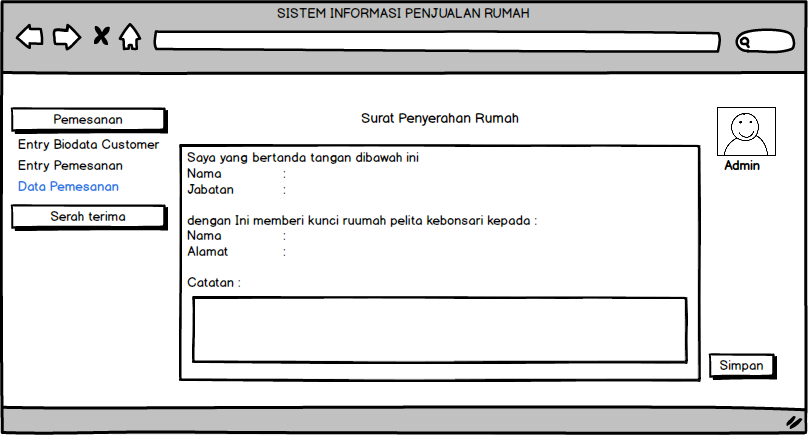 SISTEM INFORMASI PENJUALAN RUMAH
Pemesanan
Entry Biodata Customer
Entry Pemesanan
Data Pemesanan
Serah terima
Surat Penyerahan Rumah
Saya yang bertanda tangan dibawah ini
Nama :
Jabatan :
dengan Ini memberi kunci ruumah pelita kebonsari kepada :
Nama :
Alamat :
Catatan :
Admin
Simpan